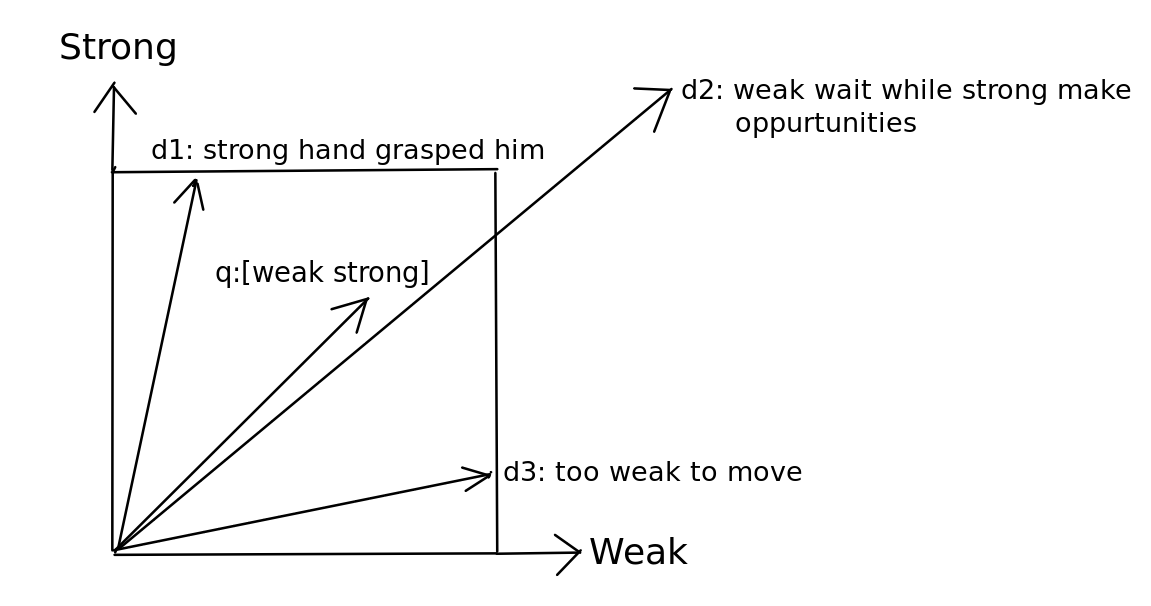 Strong
d2: weak wait while strong make
oppurtunities
d1: strong hand grasped him
q:[weak strong]
d3: too weak to move
Weak